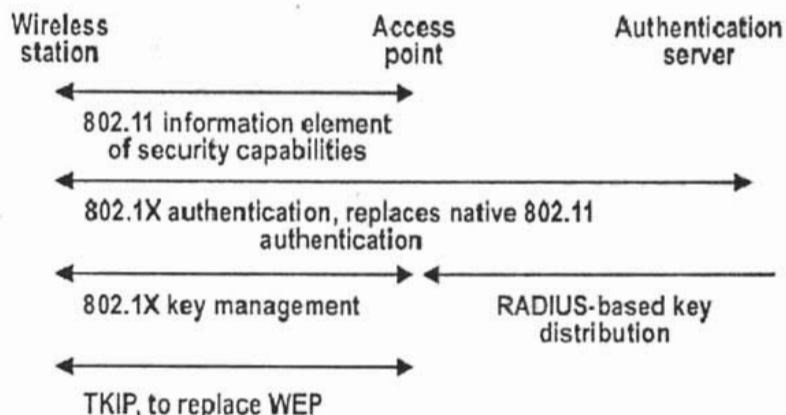 Wireless
station
Access
point
Authentication
server
802.11 information element
of security capabilities
802.1X authentication, replaces native 802.11
authentication
802.1X key management
RADIUS-based key
distribution
TKIP, to replace WEP